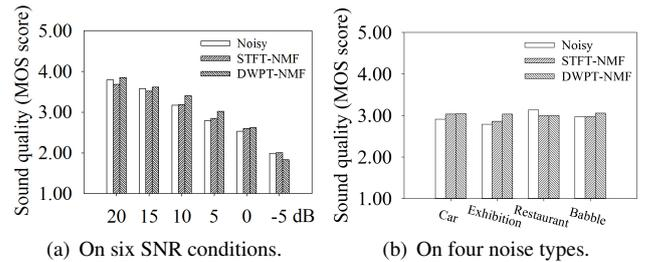 Sound quality (MOS score)
5.00
4.00
3.00
2.00
1.00
Noisy
STFT-NMF
DWPT-NMF
20 15 10 5 0 -5 dB
(a) On six SNR conditions.
Sound quality (MOS score)
5.00
4.00
3.00
2.00
1.00
Noisy
STFT-NMF
DWPT-NMF
Car Exhibition Restaurant Babble
(b) On four noise types.